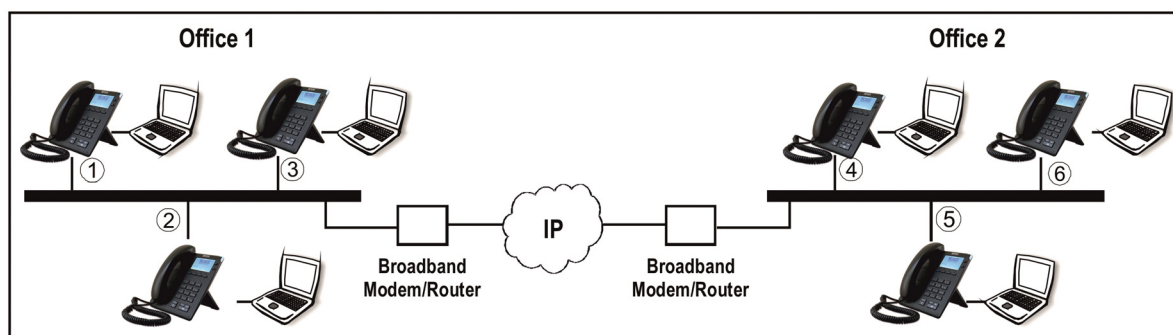 Office 1
Office 2
①
③
④
⑥
②
⑤
IP
Broadband
Modem/Router
Broadband
Modem/Router